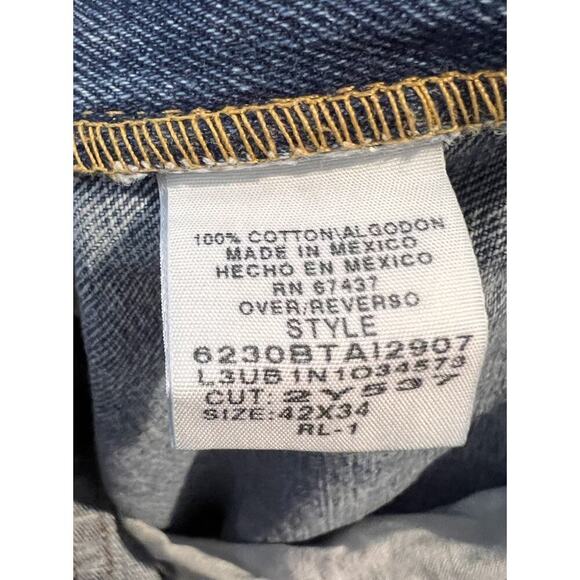 100% COTTON\ALGODON
MADE IN MEXICO
HECHO EN MEXICO
RN 67437
OVER/REVERSO
STYLE
6230BTAI2907
L3UB1N1034573
CUT: 2Y537
SIZE:42X34
RL-1